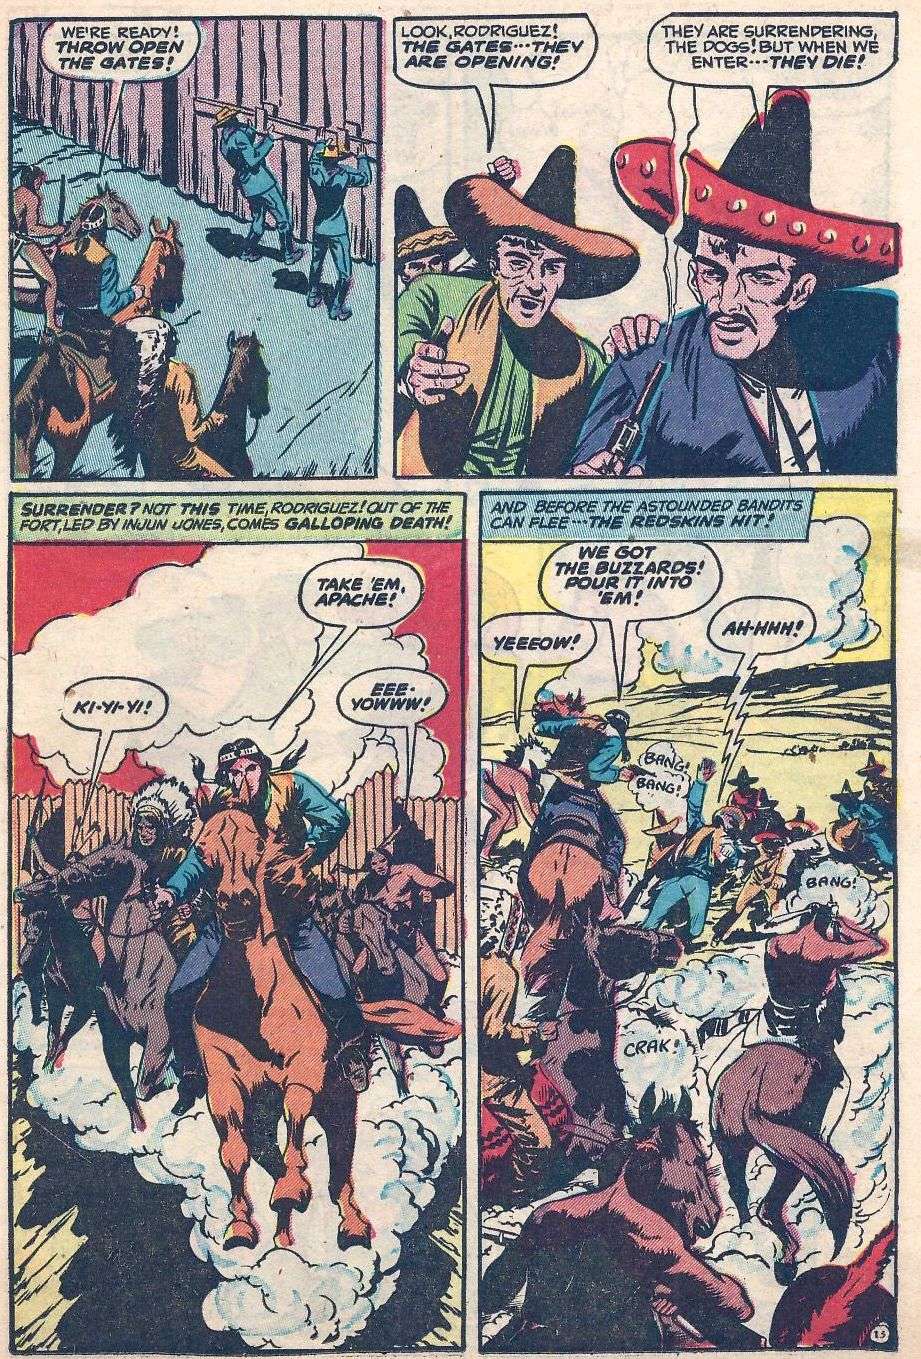 WE'RE READY!
THROW OPEN
THE GATES!
LOOK, RODRIGUEZ!
THE GATES---THEY
ARE OPENING!
THEY ARE SURRENDERING,
THE DOGS! BUT WHEN WE
ENTER---THEY DIE!
SURRENDER? NOT THIS TIME, RODRIGUEZ! OUT OF THE
FORT, LED BY INJUN JONES, COMES GALLOPING DEATH!
TAKE 'EM,
APACHE!
KI-YI-YI!
EEE-
YOWWW!
AND BEFORE THE ASTOUNDED BANDITS
CAN FLEE---THE REDSKINS HIT!
WE GOT
THE BUZZARDS!
POUR IT INTO
'EM!
YEEEOW!
AH-HHH!
BANG!
BANG!
BANG!
CRAK!
15